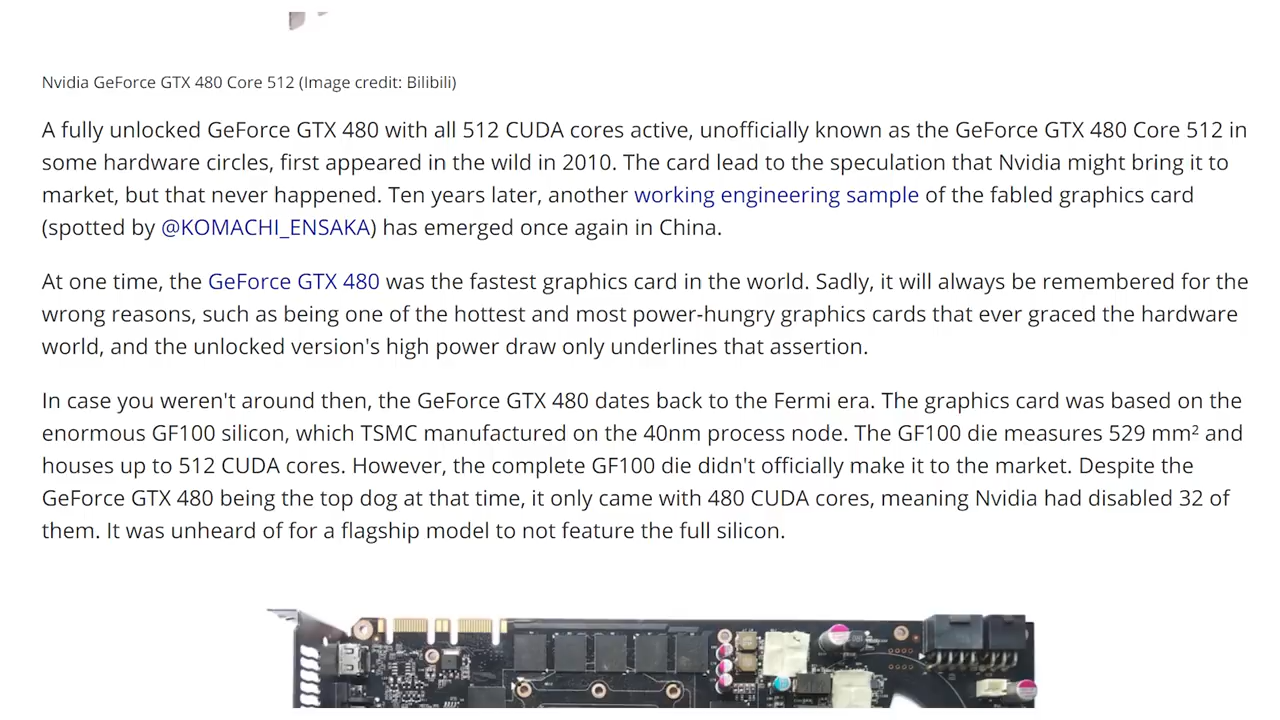 Nvidia GeForce GTX 480 Core 512 (Image credit: Bilibili)
A fully unlocked GeForce GTX 480 with all 512 CUDA cores active, unofficially known as the GeForce GTX 480 Core 512 in
some hardware circles, first appeared in the wild in 2010. The card lead to the speculation that Nvidia might bring it to
market, but that never happened. Ten years later, another working engineering sample of the fabled graphics card
(spotted by @KOMACHI_ENSAKA) has emerged once again in China.
At one time, the GeForce GTX 480 was the fastest graphics card in the world. Sadly, it will always be remembered for the
wrong reasons, such as being one of the hottest and most power-hungry graphics cards that ever graced the hardware
world, and the unlocked version's high power draw only underlines that assertion.
In case you weren't around then, the GeForce GTX 480 dates back to the Fermi era. The graphics card was based on the
enormous GF100 silicon, which TSMC manufactured on the 40nm process node. The GF100 die measures 529 mm² and
houses up to 512 CUDA cores. However, the complete GF100 die didn't officially make it to the market. Despite the
GeForce GTX 480 being the top dog at that time, it only came with 480 CUDA cores, meaning Nvidia had disabled 32 of
them. It was unheard of for a flagship model to not feature the full silicon.